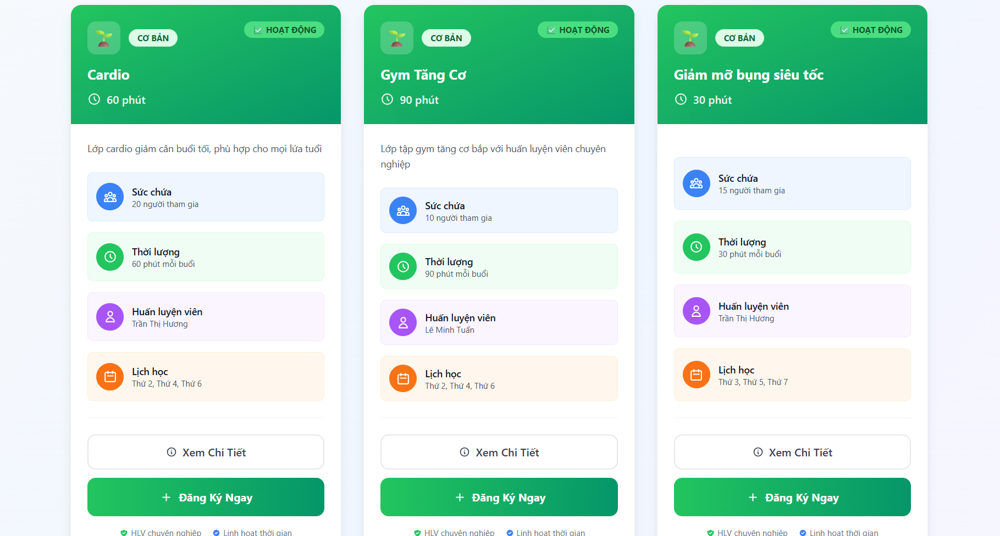 CƠ BẢN
✅ HOẠT ĐỘNG
Cardio
60 phút
Lớp cardio giảm cân buổi tối, phù hợp cho mọi lứa tuổi
Sức chứa
20 người tham gia
Thời lượng
60 phút mỗi buổi
Huấn luyện viên
Trần Thị Hương
Lịch học
Thứ 2, Thứ 4, Thứ 6
Xem Chi Tiết
+ Đăng Ký Ngay
HLV chuyên nghiệp
Linh hoạt thời gian
CƠ BẢN
✅ HOẠT ĐỘNG
Gym Tăng Cơ
90 phút
Lớp tập gym tăng cơ bắp với huấn luyện viên chuyên
nghiệp
Sức chứa
10 người tham gia
Thời lượng
90 phút mỗi buổi
Huấn luyện viên
Lê Minh Tuấn
Lịch học
Thứ 2, Thứ 4, Thứ 6
Xem Chi Tiết
+ Đăng Ký Ngay
HLV chuyên nghiệp
Linh hoạt thời gian
CƠ BẢN
✅ HOẠT ĐỘNG
Giảm mỡ bụng siêu tốc
30 phút
Sức chứa
15 người tham gia
Thời lượng
30 phút mỗi buổi
Huấn luyện viên
Trần Thị Hương
Lịch học
Thứ 3, Thứ 5, Thứ 7
Xem Chi Tiết
+ Đăng Ký Ngay
HLV chuyên nghiệp
Linh hoạt thời gian